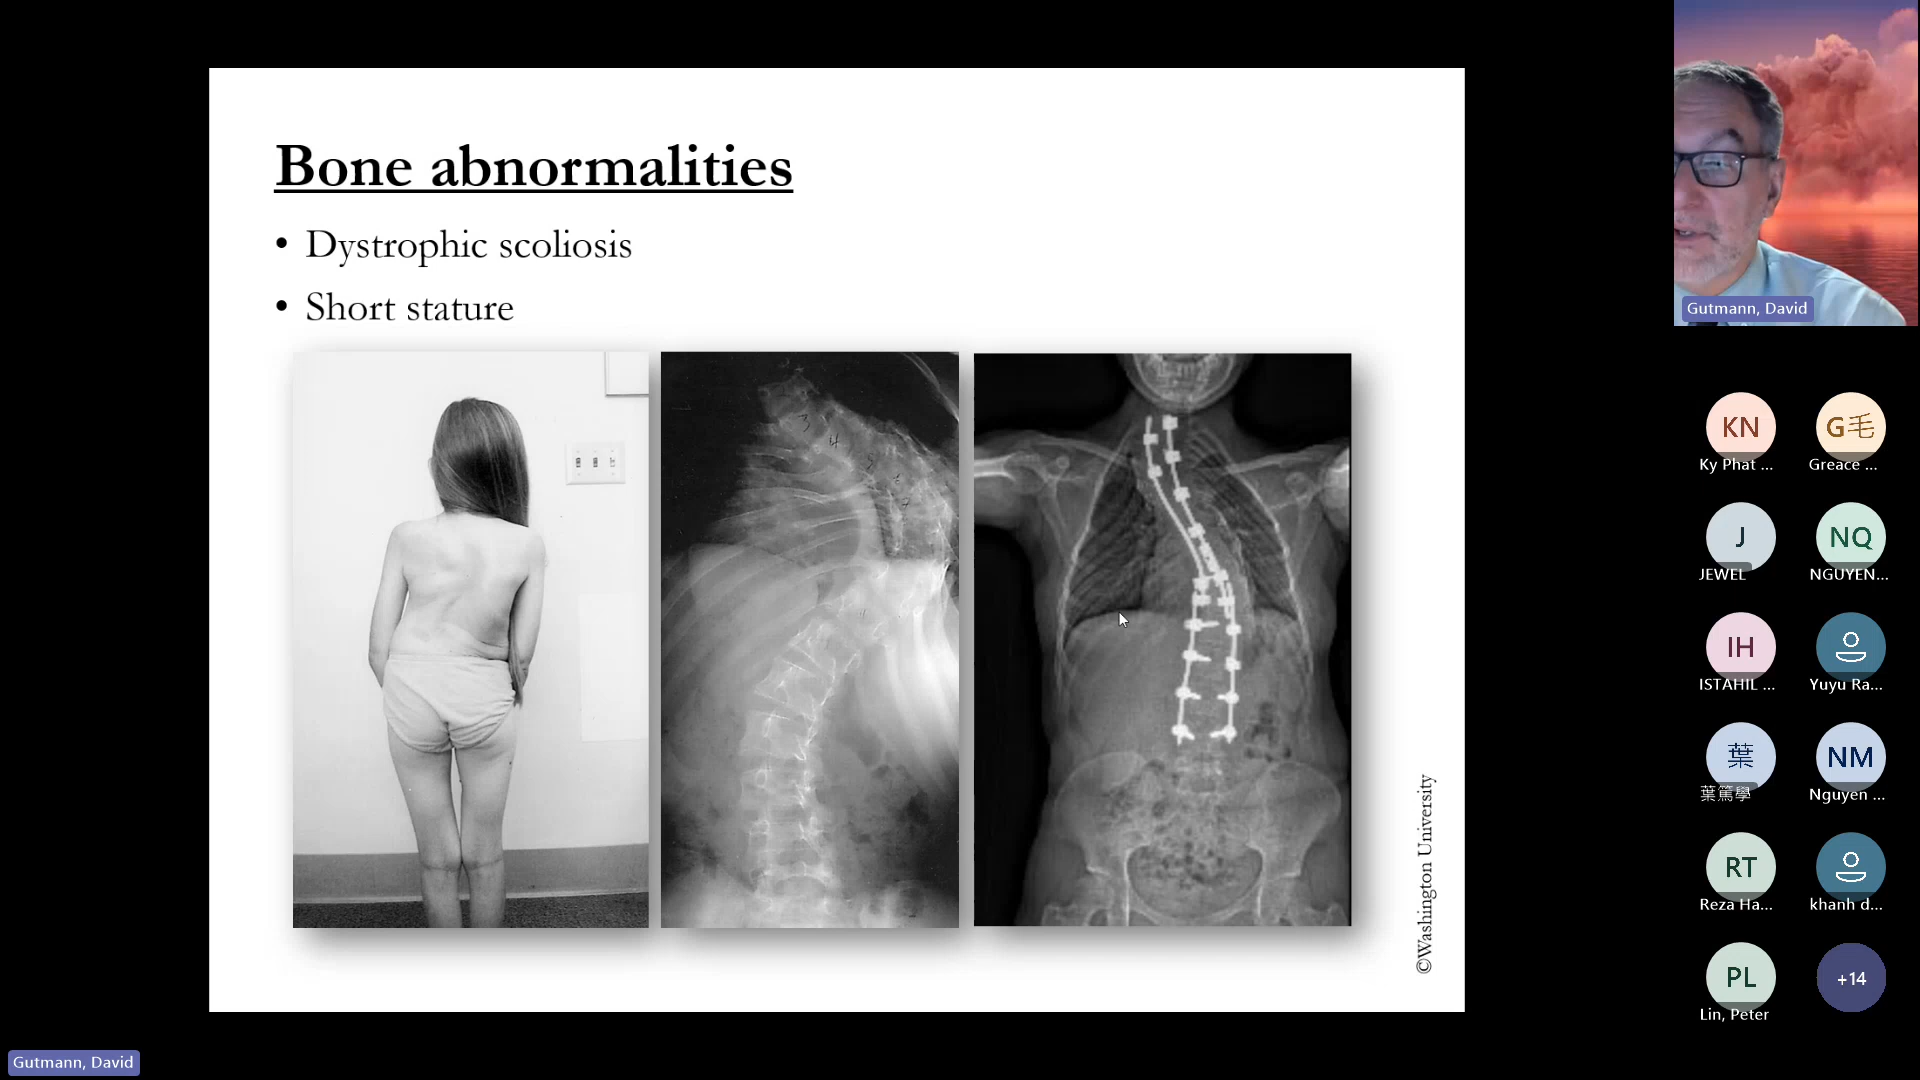 Bone abnormalities
• Dystrophic scoliosis
• Short stature
3
4
©Washington University
Gutmann, David
KN
G毛
Ky Phat ...
Greace ...
J
NQ
JEWEL
NGUYEN...
IH
ISTAHIL ...
Yuyu Ra...
葉
NM
葉篤學
Nguyen ...
RT
Reza Ha...
khanh d...
PL
+14
Lin, Peter
Gutmann, David